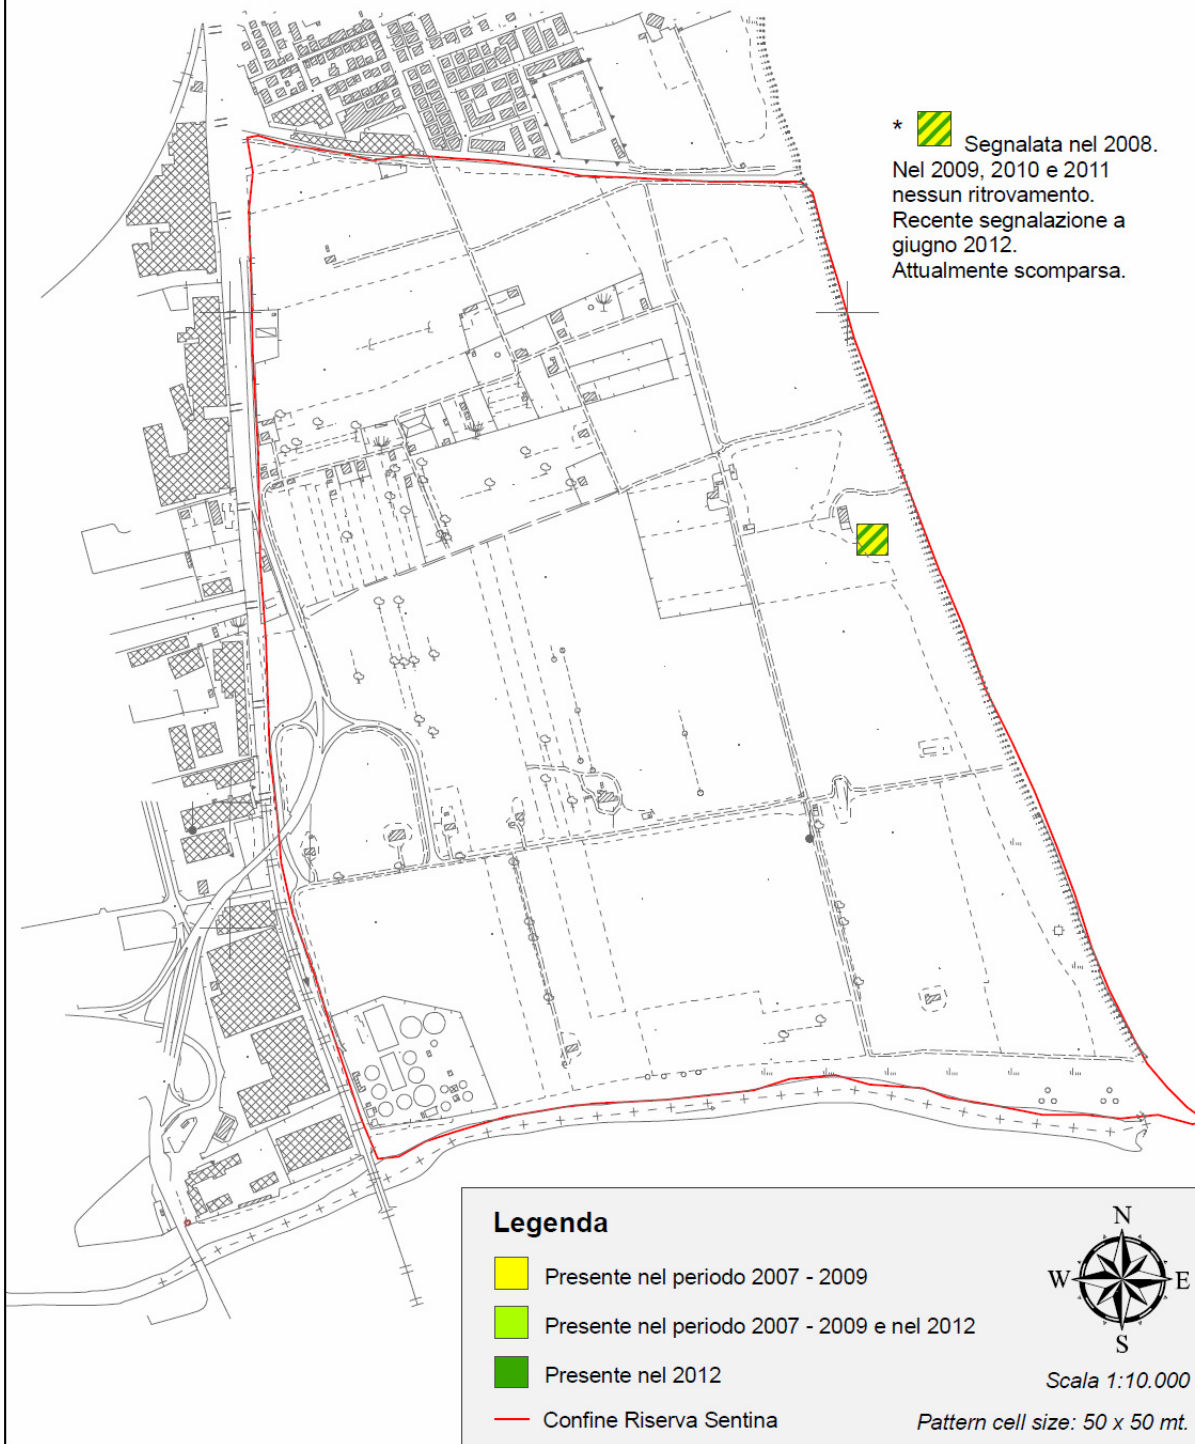 * Segnalata nel 2008.
Nel 2009, 2010 e 2011
nessun ritrovamento.
Recente segnalazione a
giugno 2012.
Attualmente scomparsa.
Legenda
Presente nel periodo 2007 - 2009
Presente nel periodo 2007 - 2009 e nel 2012
Presente nel 2012
Confine Riserva Sentina
N
W
E
S
Scala 1:10.000
Pattern cell size: 50 x 50 mt.